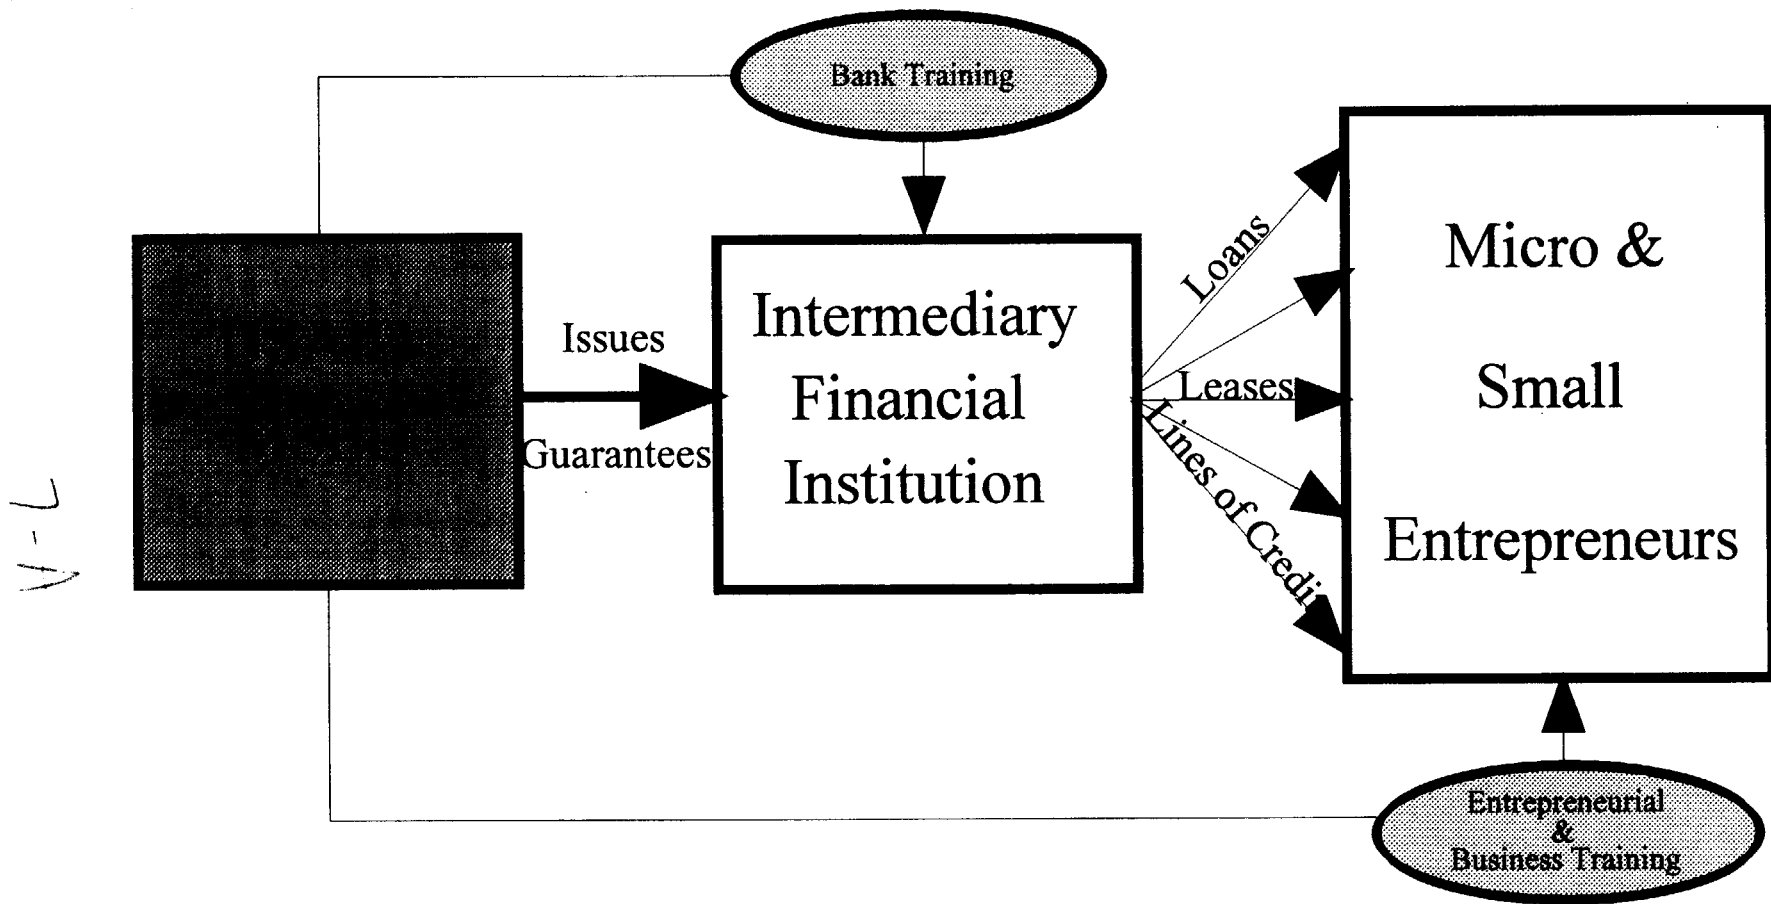 Bank Training
Issues
Guarantees
Intermediary
Financial
Institution
Loans
Leases
Lines of Credi
Micro &
Small
Entrepreneurs
Entrepreneurial
&
Business Training
V-L